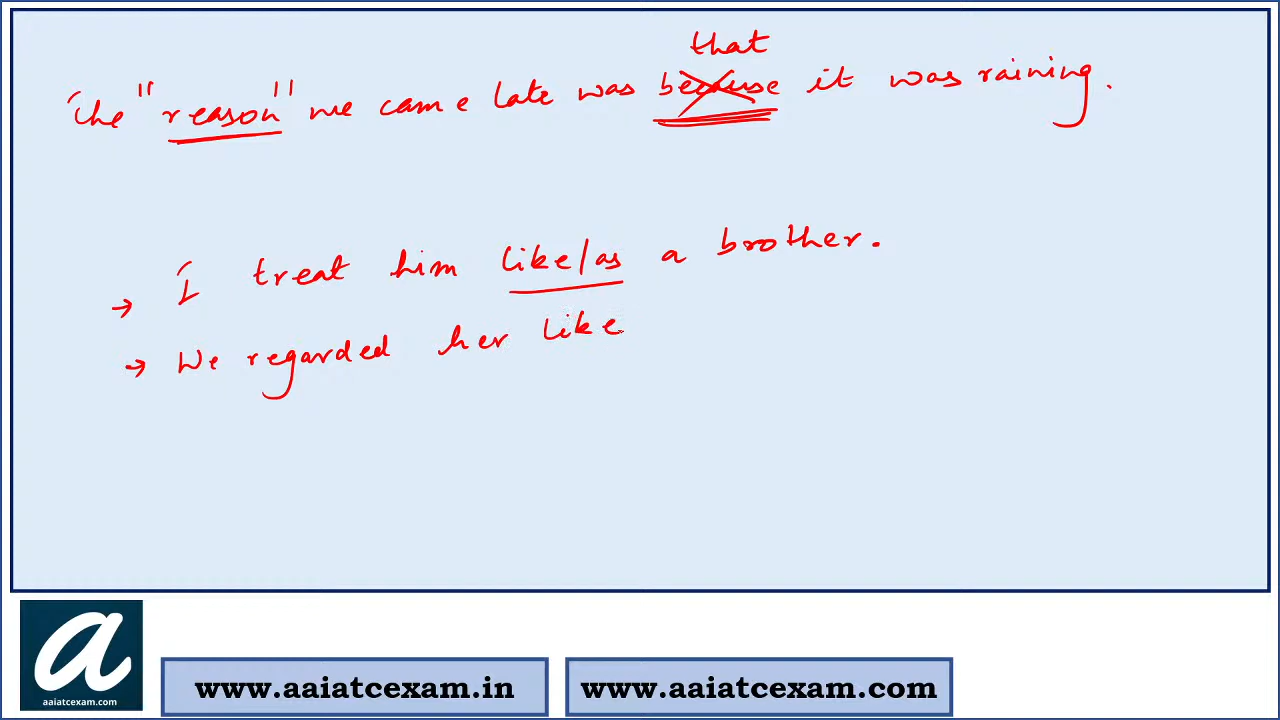 that
The "reason" we came late was because it was raining.
→ I treat him like/as a brother.
→ We regarded her like
a
aaiatcexam.com
www.aaiatcexam.in
www.aaiatcexam.com